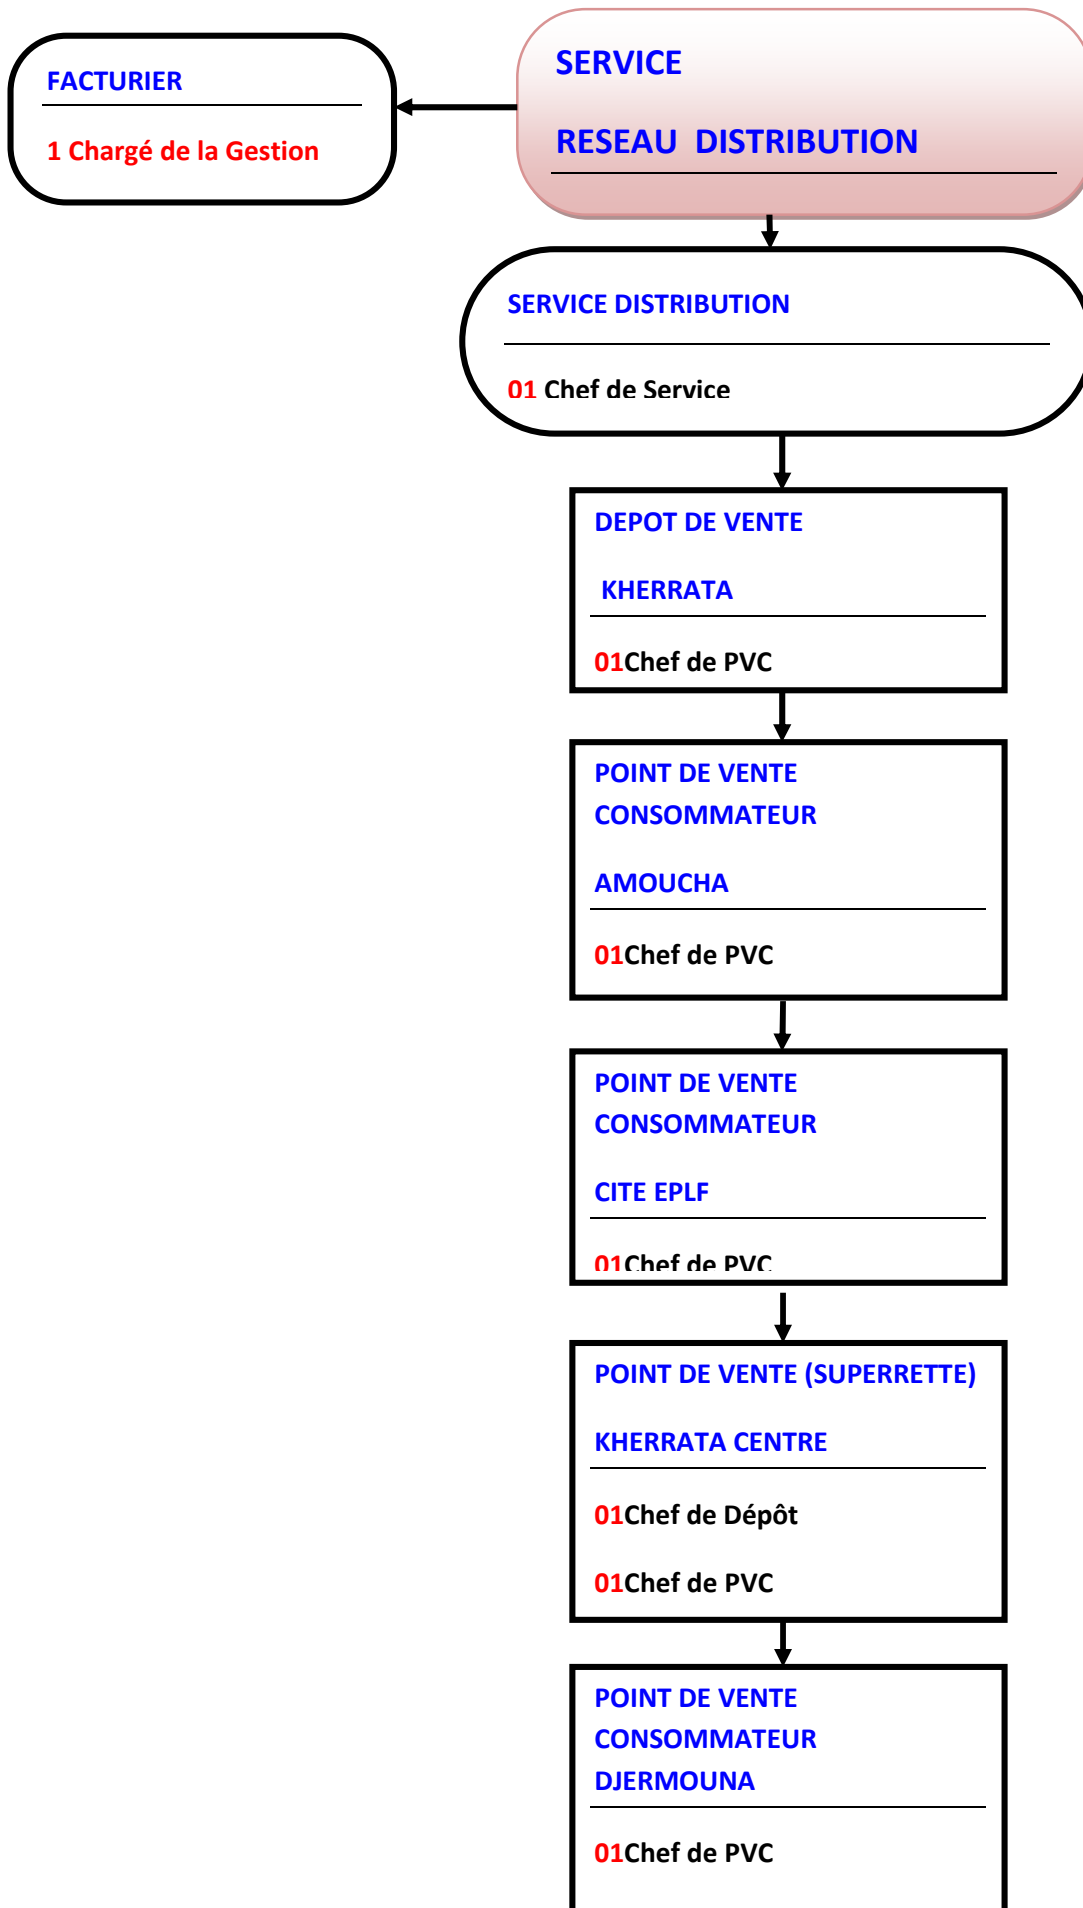 FACTURIER
1 Chargé de la Gestion
SERVICE
RESEAU DISTRIBUTION
SERVICE DISTRIBUTION
01 Chef de Service
DEPOT DE VENTE
KHERRATA
01Chef de PVC
POINT DE VENTE
CONSOMMATEUR
AMOUCHA
01Chef de PVC
POINT DE VENTE
CONSOMMATEUR
CITE EPLF
01Chef de PVC
POINT DE VENTE (SUPERRETTE)
KHERRATA CENTRE
01Chef de Dépôt
01Chef de PVC
POINT DE VENTE
CONSOMMATEUR
DJERMOUNA
01Chef de PVC